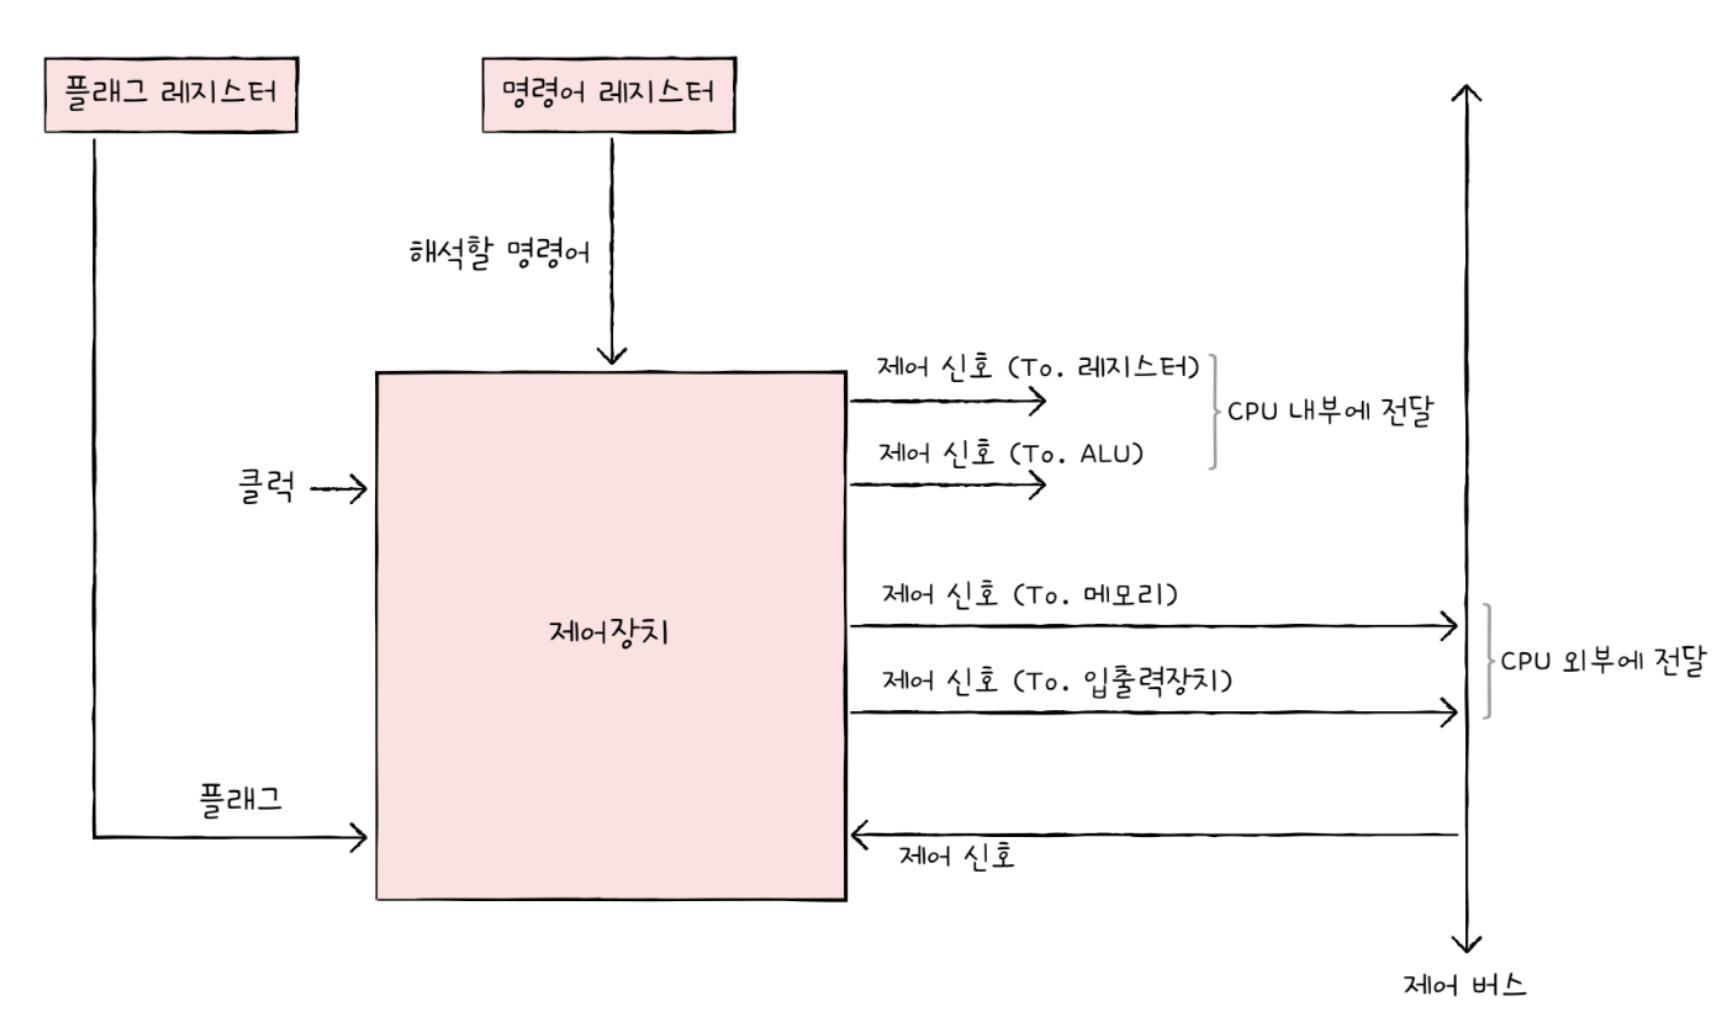 플래그 레지스터
명령어 레지스터
해석할 명령어
제어 신호 (To. 레지스터)
CPU 내부에 전달
제어 신호 (To. ALU)
클럭
제어장치
제어 신호 (To. 메모리)
CPU 외부에 전달
제어 신호 (To. 입출력장치)
플래그
제어 신호
제어 버스